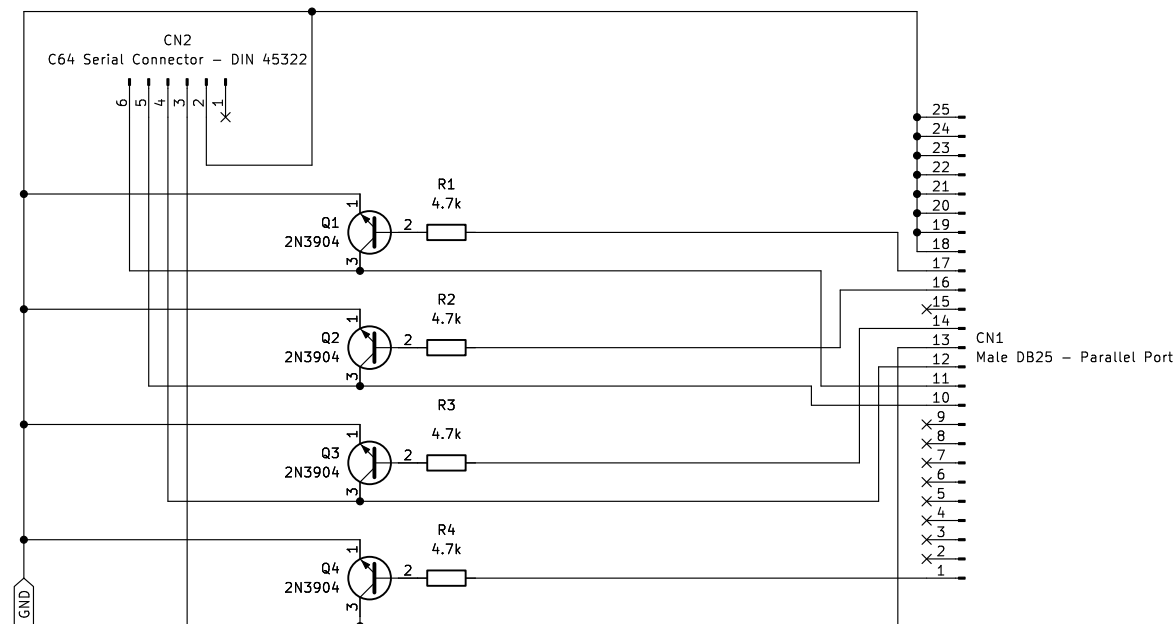 CN2
C64 Serial Connector – DIN 45322
6 5 4 3 2 1
25
24
23
22
21
20
19
18
17
16
15
14
13
12
11
10
9
8
7
6
5
4
3
2
1
CN1
Male DB25 – Parallel Port
R1
4.7k
1
Q1
2N3904
2
3
R2
4.7k
1
Q2
2N3904
2
3
R3
4.7k
1
Q3
2N3904
2
3
R4
4.7k
1
Q4
2N3904
2
3
GND